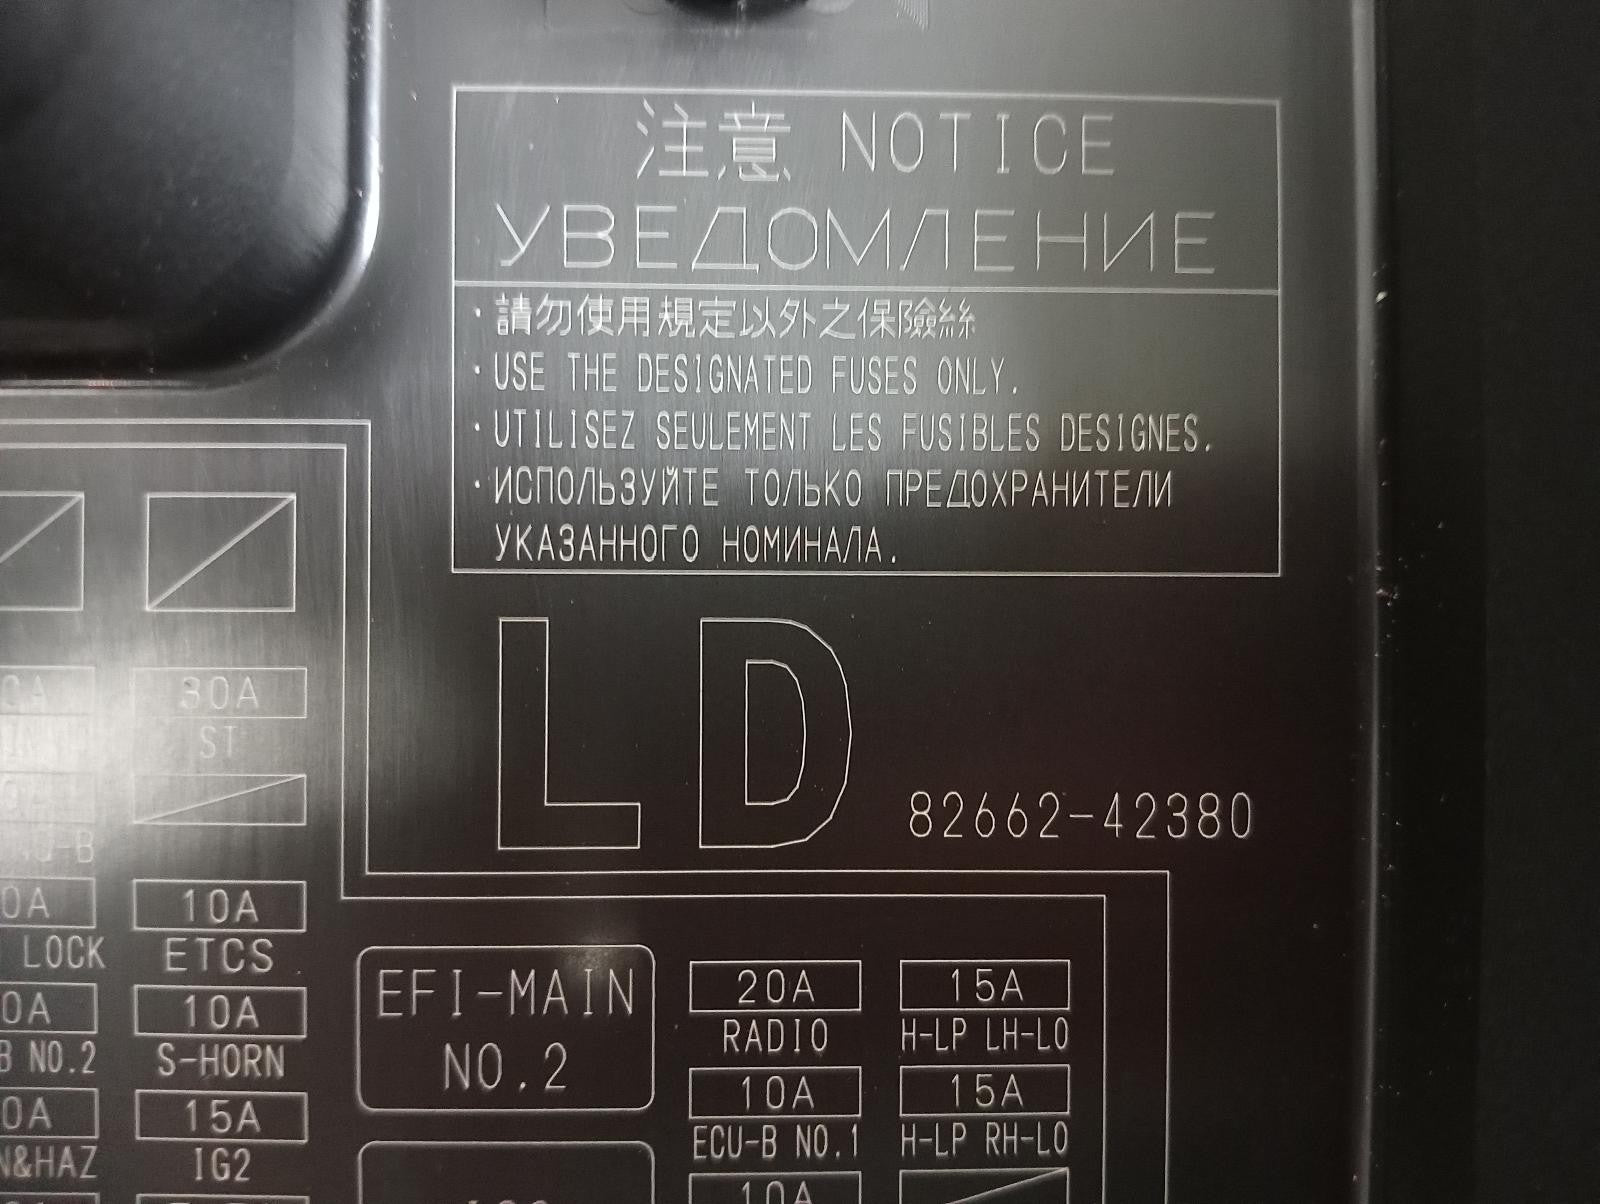 注意 NOTICE
УВЕДОМЛЕНИЕ
・請勿使用規定以外之保險絲
・USE THE DESIGNATED FUSES ONLY.
・UTILISEZ SEULEMENT LES FUSIBLES DESIGNES.
・ИСПОЛЬЗУЙТЕ ТОЛЬКО ПРЕДОХРАНИТЕЛИ
УКАЗАННОГО НОМИНАЛА.
LD
82662-42380
30A
ST
10A
LOCK ETCS
10A
NO.2 S-HORN
15A
IG2
EFI-MAIN
NO.2
20A 15A
RADIO H-LP LH-LO
10A 15A
ECU-B NO.1 H-LP RH-LO
10A